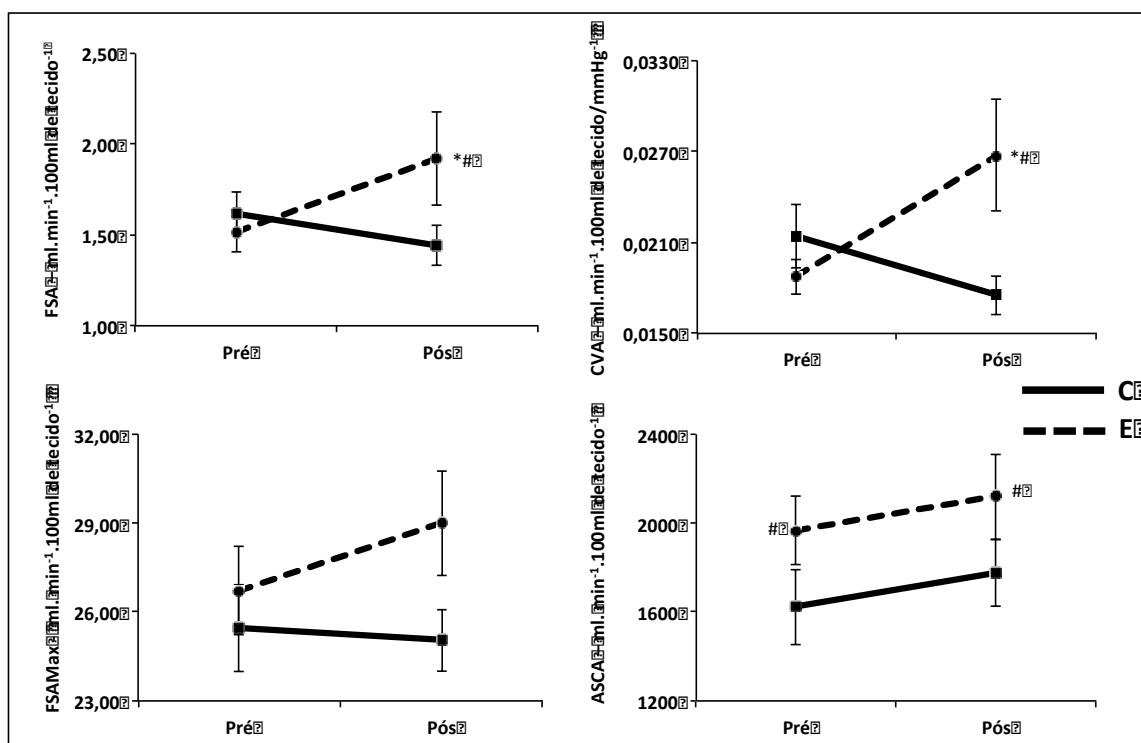 FSA – ml.min-1.100ml de tecido-1
2,50
2,00
1,50
1,00
*#
Pré Pós
CVA – ml.min-1.100ml de tecido/mmHg-1
0,0330
0,0270
0,0210
0,0150
*#
Pré Pós
FSAMax ml.min-1.100ml de tecido-1
32,00
29,00
26,00
23,00
Pré Pós
ASCA – ml.min-1.100ml de tecido-1
2400
2000
1600
1200
#
#
Pré Pós
C
E